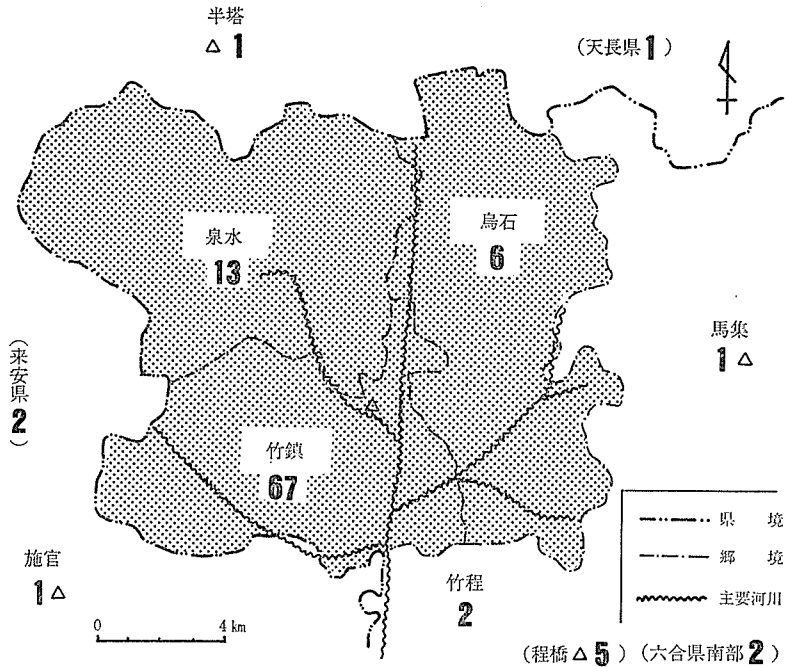 半塔
△ 1
(天長県1)
泉水
13
烏石
6
馬集
1 △
(来安県2)
竹鎮
67
施官
1 △
竹程
2
県 境
郷 境
主要河川
0 4 km
(程橋△5) (六合県南部2)